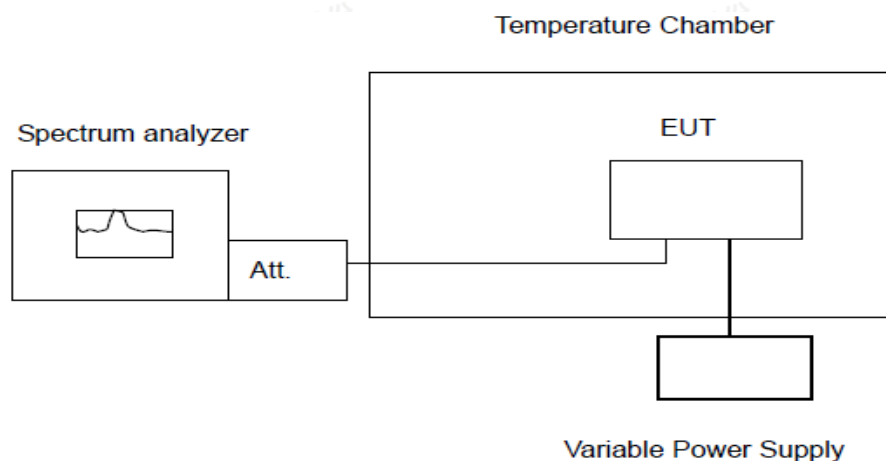 Temperature Chamber
Spectrum analyzer
EUT
Att.
Variable Power Supply